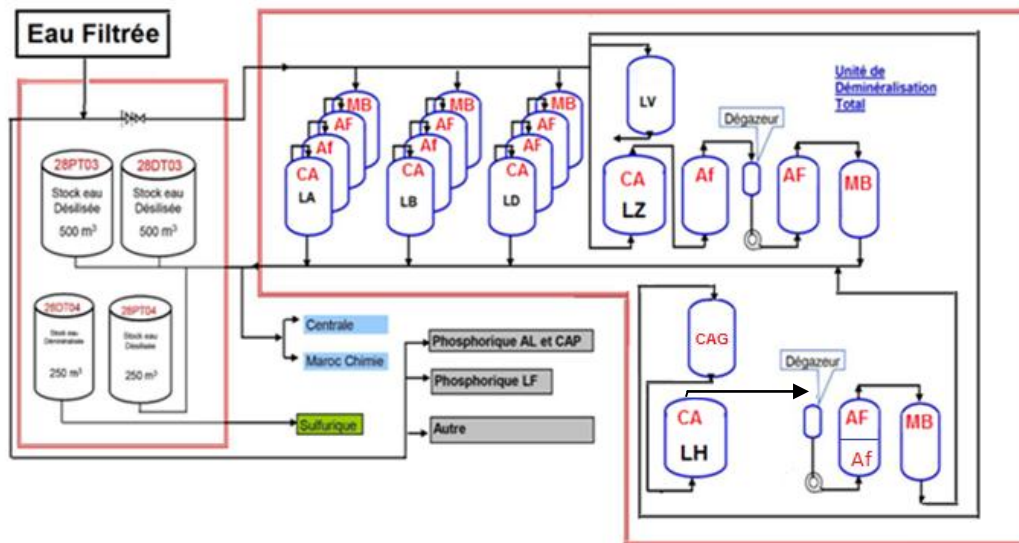 Eau Filtrée
28PT03
Stock eau
Désilisée
500 m³
28DT03
Stock eau
Désilisée
500 m³
26DT04
Stock eau
Déminéralisée
250 m³
26PT04
Stock eau
Désilisée
250 m³
MB
AF
Af
CA
LA
MB
AF
Af
CA
LB
MB
AF
AF
CA
LD
LV
CA
LZ
Af
Dégazeur
AF
MB
Unité de
Déminéralisation
Total
Centrale
Maroc Chimie
Sulfurique
Phosphorique AL et CAP
Phosphorique LF
Autre
CAG
CA
LH
Dégazeur
AF
Af
MB